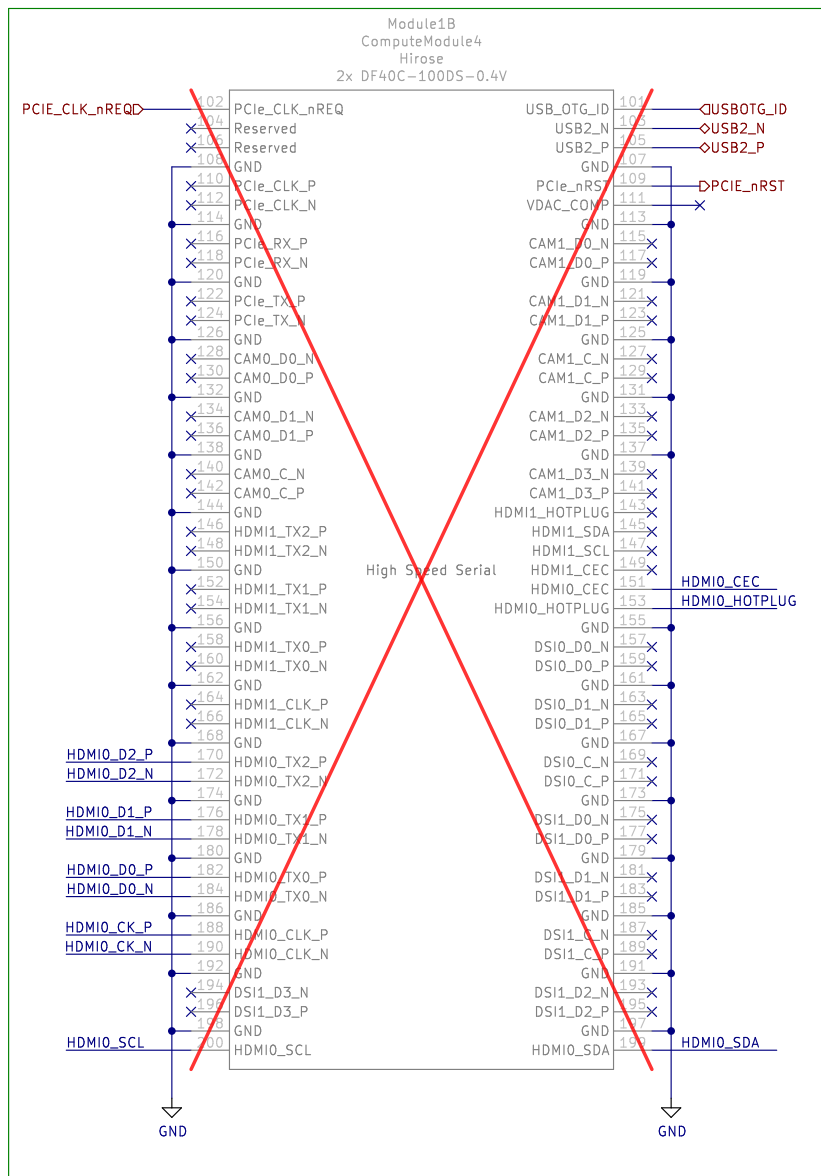 Module1B
ComputeModule4
Hirose
2x DF40C-100DS-0.4V
PCIE_CLK_nREQ 102 PCIe_CLK_nREQ USB_OTG_ID 101 USBOTG_ID
104 Reserved USB2_N 103 USB2_N
106 Reserved USB2_P 105 USB2_P
108 GND GND 107
110 PCIe_CLK_P PCIe_nRST 109 PCIE_nRST
112 PCIe_CLK_N VDAC_COMP 111
114 GND GND 113
116 PCIe_RX_P CAM1_D0_N 115
118 PCIe_RX_N CAM1_D0_P 117
120 GND GND 119
122 PCIe_TX_P CAM1_D1_N 121
124 PCIe_TX_N CAM1_D1_P 123
126 GND GND 125
128 CAM0_D0_N CAM1_C_N 127
130 CAM0_D0_P CAM1_C_P 129
132 GND GND 131
134 CAM0_D1_N CAM1_D2_N 133
136 CAM0_D1_P CAM1_D2_P 135
138 GND GND 137
140 CAM0_C_N CAM1_D3_N 139
142 CAM0_C_P CAM1_D3_P 141
144 GND HDMI1_HOTPLUG 143
146 HDMI1_TX2_P HDMI1_SDA 145
148 HDMI1_TX2_N HDMI1_SCL 147
150 GND High Speed Serial HDMI1_CEC 149
152 HDMI1_TX1_P HDMI0_CEC 151 HDMI0_CEC
154 HDMI1_TX1_N HDMI0_HOTPLUG 153 HDMI0_HOTPLUG
156 GND GND 155
158 HDMI1_TX0_P DSI0_D0_N 157
160 HDMI1_TX0_N DSI0_D0_P 159
162 GND GND 161
164 HDMI1_CLK_P DSI0_D1_N 163
166 HDMI1_CLK_N DSI0_D1_P 165
168 GND GND 167
HDMI0_D2_P 170 HDMI0_TX2_P DSI0_C_N 169
HDMI0_D2_N 172 HDMI0_TX2_N DSI0_C_P 171
174 GND GND 173
HDMI0_D1_P 176 HDMI0_TX1_P DSI1_D0_N 175
HDMI0_D1_N 178 HDMI0_TX1_N DSI1_D0_P 177
180 GND GND 179
HDMI0_D0_P 182 HDMI0_TX0_P DSI1_D1_N 181
HDMI0_D0_N 184 HDMI0_TX0_N DSI1_D1_P 183
186 GND GND 185
HDMI0_CK_P 188 HDMI0_CLK_P DSI1_C_N 187
HDMI0_CK_N 190 HDMI0_CLK_N DSI1_C_P 189
192 GND GND 191
194 DSI1_D3_N DSI1_D2_N 193
196 DSI1_D3_P DSI1_D2_P 195
198 GND GND 197
HDMI0_SCL 200 HDMI0_SCL HDMI0_SDA 199 HDMI0_SDA
GND GND